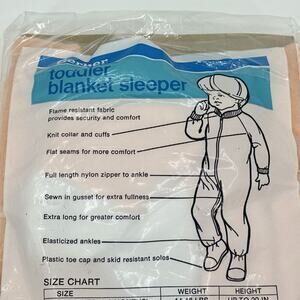 toddler
blanket sleeper
Flame resistant fabric
provides security and comfort
Knit collar and cuffs
Flat seams for more comfort
Full length nylon zipper to ankle
Sewn in gusset for extra fullness
Extra long for greater comfort
Elasticized ankles
Plastic toe cap and skid resistant soles
SIZE CHART
SIZE WEIGHT HEIGHT